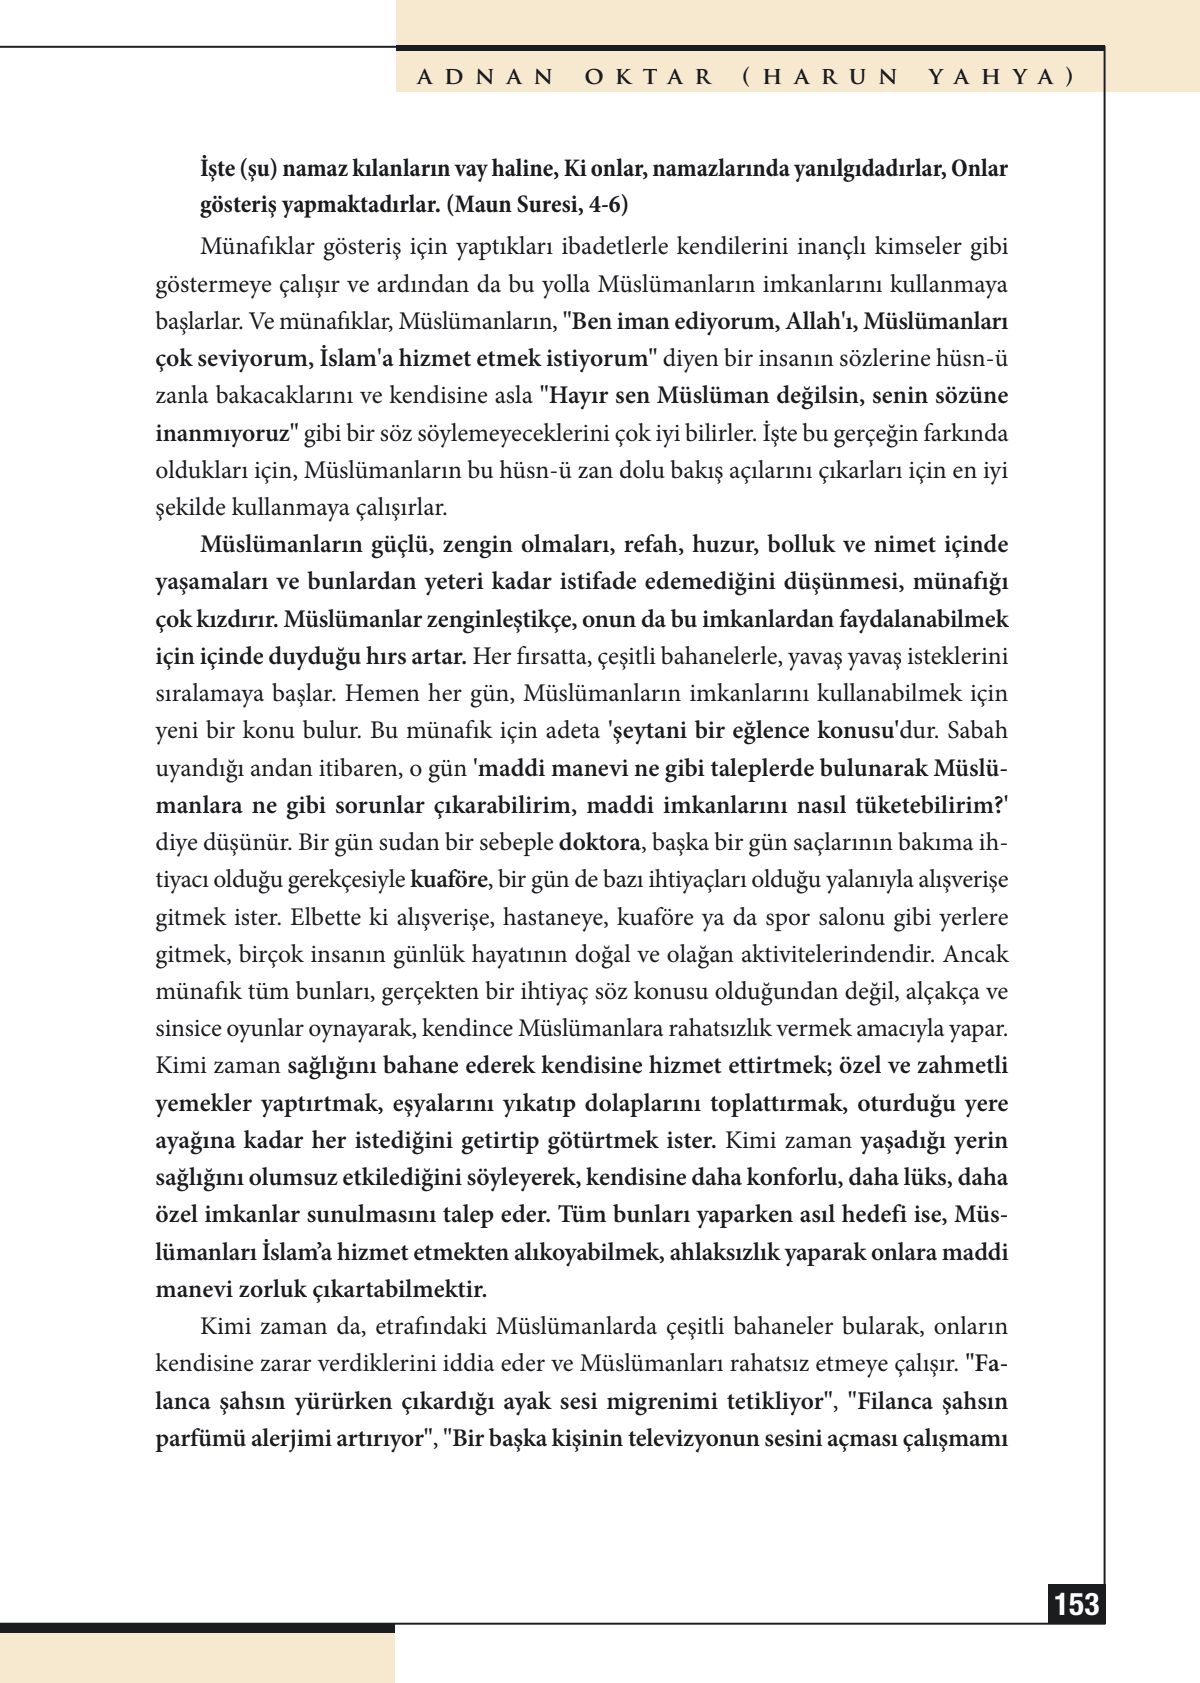 ADNAN OKTAR (HARUN YAHYA)
İşte (şu) namaz kılanların vay haline, Ki onlar, namazlarında yanılgıdadırlar, Onlar
gösteriş yapmaktadırlar. (Maun Suresi, 4-6)
Münafıklar gösteriş için yaptıkları ibadetlerle kendilerini inançlı kimseler gibi
göstermeye çalışır ve ardından da bu yolla Müslümanların imkanlarını kullanmaya
başlarlar. Ve münafıklar, Müslümanların, "Ben iman ediyorum, Allah'ı, Müslümanları
çok seviyorum, İslam'a hizmet etmek istiyorum" diyen bir insanın sözlerine hüsn-ü
zanla bakacaklarını ve kendisine asla "Hayır sen Müslüman değilsin, senin sözüne
inanmıyoruz" gibi bir söz söylemeyeceklerini çok iyi bilirler. İşte bu gerçeğin farkında
oldukları için, Müslümanların bu hüsn-ü zan dolu bakış açılarını çıkarları için en iyi
şekilde kullanmaya çalışırlar.
Müslümanların güçlü, zengin olmaları, refah, huzur, bolluk ve nimet içinde
yaşamaları ve bunlardan yeteri kadar istifade edemediğini düşünmesi, münafığı
çok kızdırır. Müslümanlar zenginleştikçe, onun da bu imkanlardan faydalanabilmek
için içinde duyduğu hırs artar. Her fırsatta, çeşitli bahanelerle, yavaş yavaş isteklerini
sıralamaya başlar. Hemen her gün, Müslümanların imkanlarını kullanabilmek için
yeni bir konu bulur. Bu münafık için adeta 'şeytani bir eğlence konusu'dur. Sabah
uyandığı andan itibaren, o gün 'maddi manevi ne gibi taleplerde bulunarak Müslü-
manlara ne gibi sorunlar çıkarabilirim, maddi imkanlarını nasıl tüketebilirim?'
diye düşünür. Bir gün sudan bir sebeple doktora, başka bir gün saçlarının bakıma ih-
tiyacı olduğu gerekçesiyle kuaföre, bir gün de bazı ihtiyaçları olduğu yalanıyla alışverişe
gitmek ister. Elbette ki alışverişe, hastaneye, kuaföre ya da spor salonu gibi yerlere
gitmek, birçok insanın günlük hayatının doğal ve olağan aktivitelerindendir. Ancak
münafık tüm bunları, gerçekten bir ihtiyaç söz konusu olduğundan değil, alçakça ve
sinsice oyunlar oynayarak, kendince Müslümanlara rahatsızlık vermek amacıyla yapar.
Kimi zaman sağlığını bahane ederek kendisine hizmet ettirtmek; özel ve zahmetli
yemekler yaptırtmak, eşyalarını yıkatıp dolaplarını toplattırmak, oturduğu yere
ayağına kadar her istediğini getirtip götürtmek ister. Kimi zaman yaşadığı yerin
sağlığını olumsuz etkilediğini söyleyerek, kendisine daha konforlu, daha lüks, daha
özel imkanlar sunulmasını talep eder. Tüm bunları yaparken asıl hedefi ise, Müs-
lümanları İslam’a hizmet etmekten alıkoyabilmek, ahlaksızlık yaparak onlara maddi
manevi zorluk çıkartabilmektir.
Kimi zaman da, etrafındaki Müslümanlarda çeşitli bahaneler bularak, onların
kendisine zarar verdiklerini iddia eder ve Müslümanları rahatsız etmeye çalışır. "Fa-
lanca şahsın yürürken çıkardığı ayak sesi migrenimi tetikliyor", "Filanca şahsın
parfümü alerjimi artırıyor", "Bir başka kişinin televizyonun sesini açması çalışmamı
153